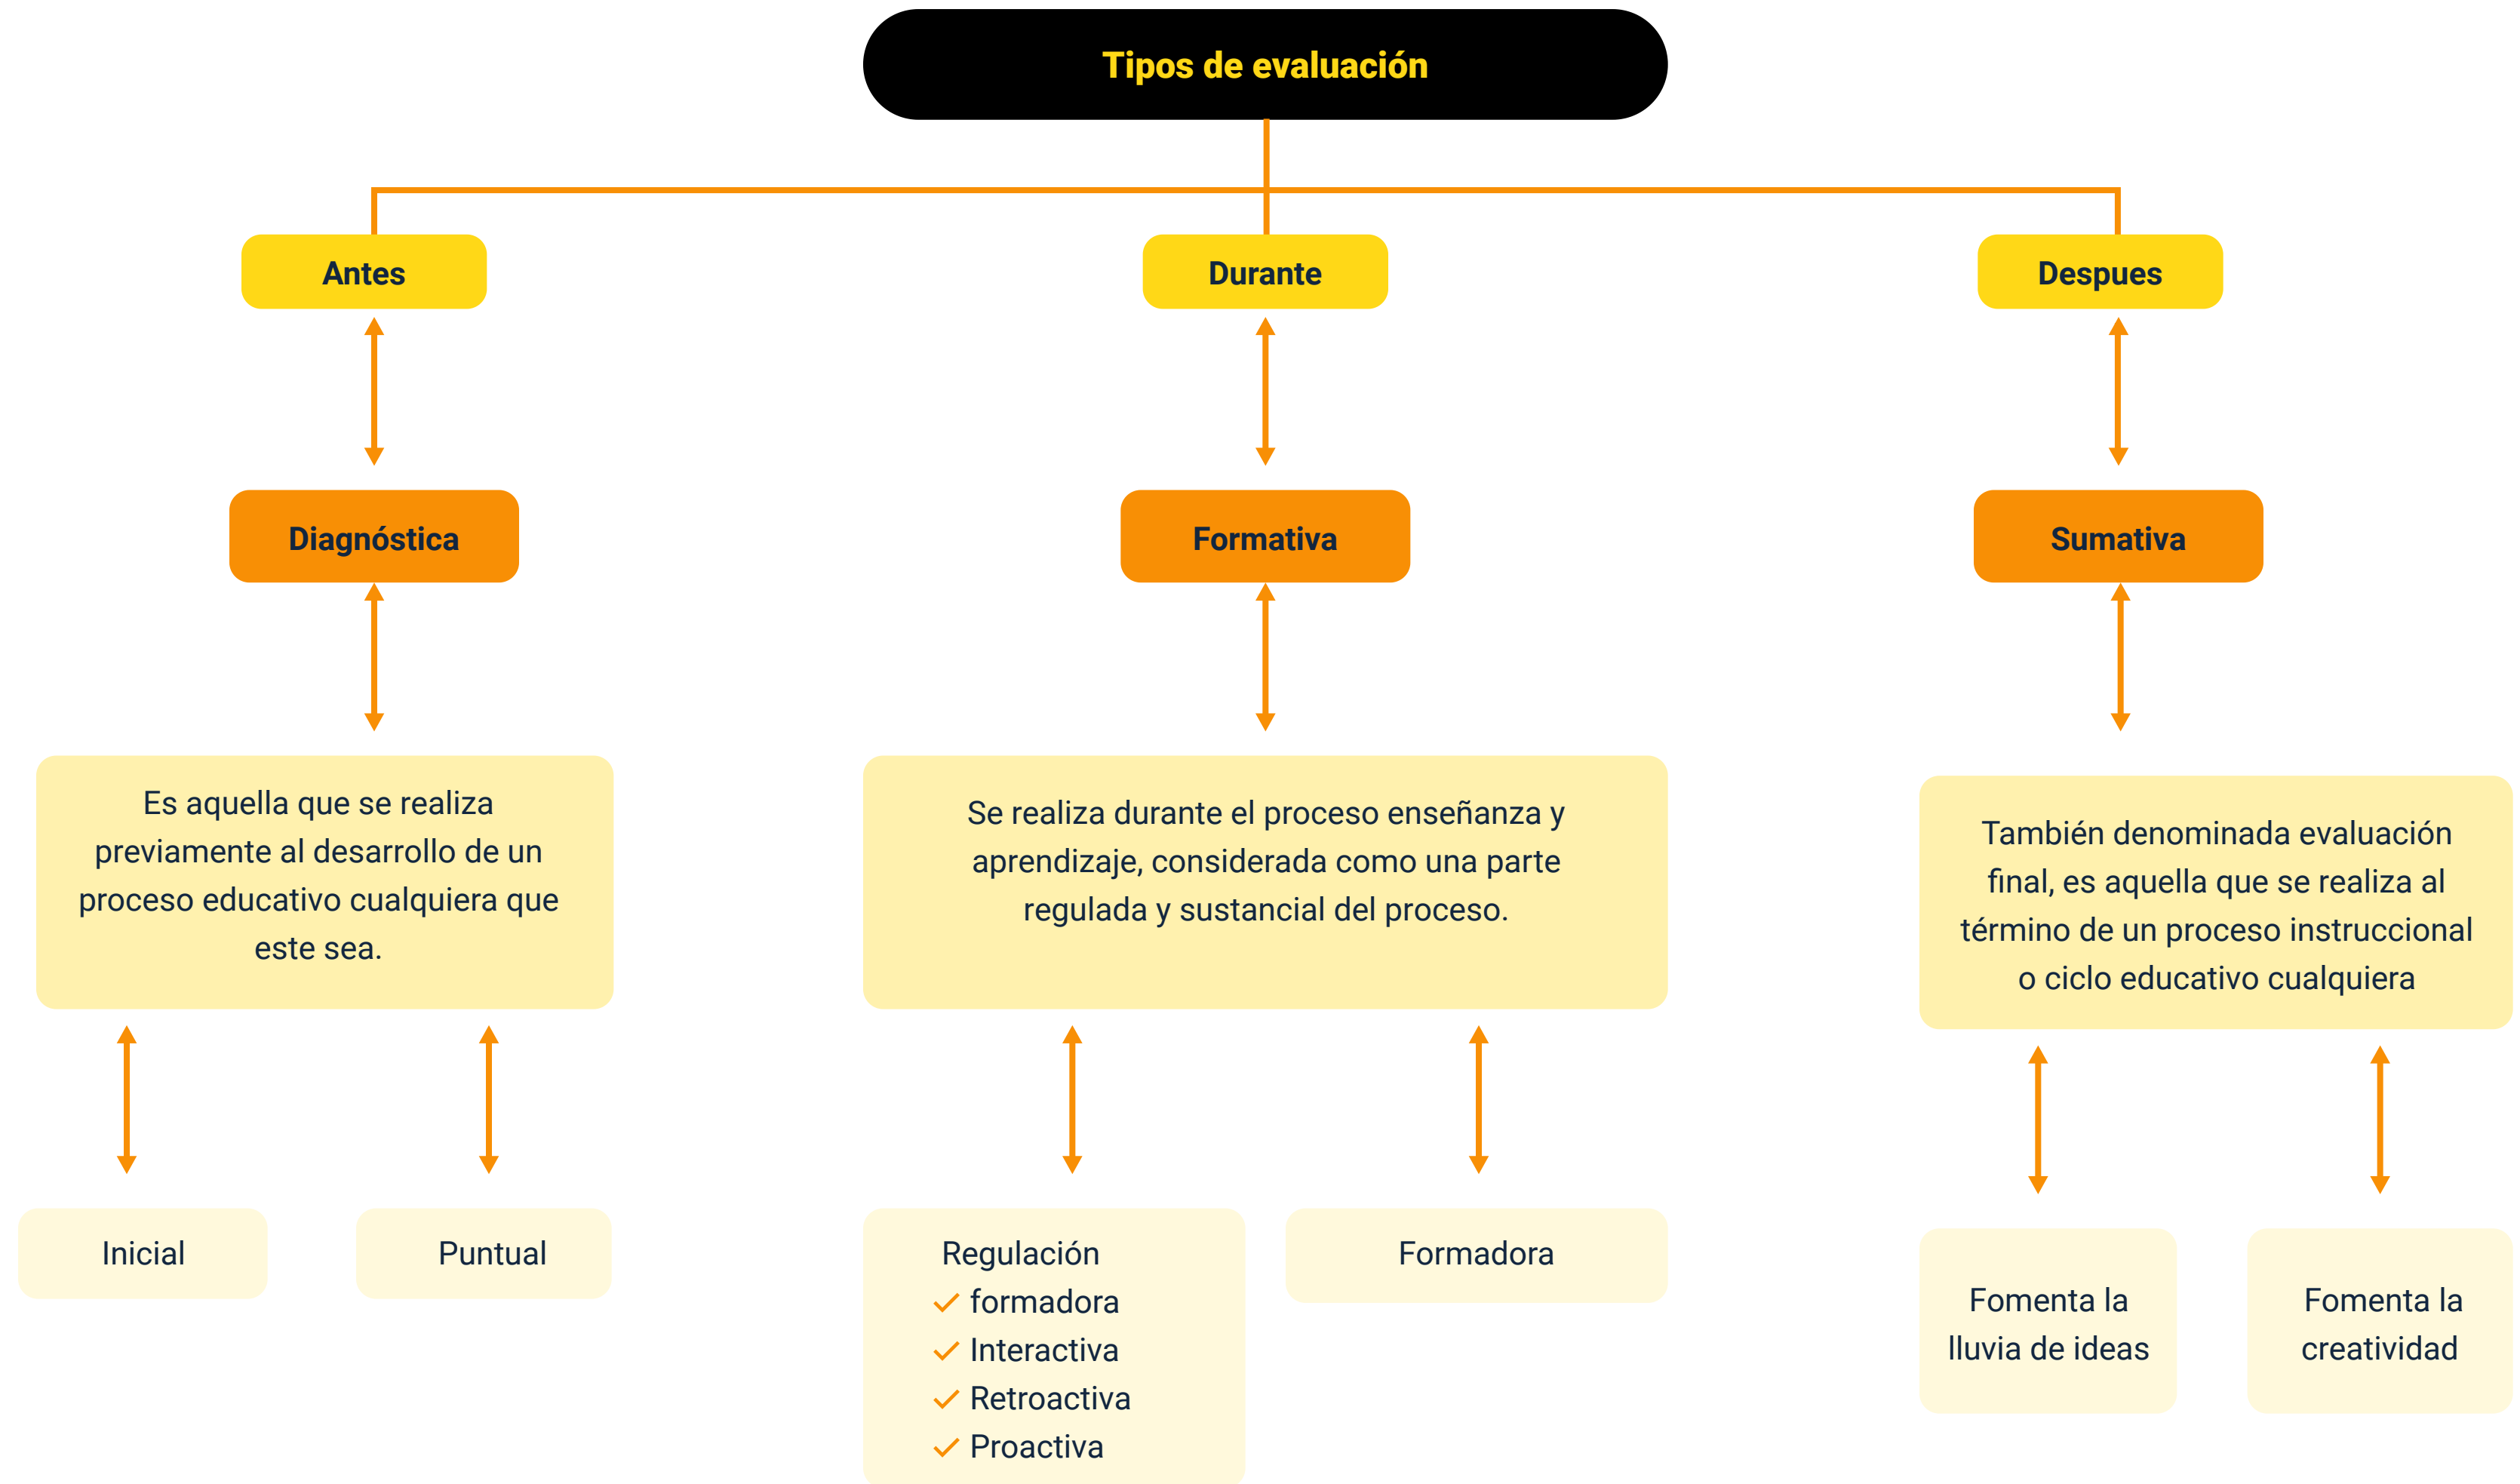 Tipos de evaluación
Antes
Durante
Despues
Diagnóstica
Formativa
Sumativa
Es aquella que se realiza
previamente al desarrollo de un
proceso educativo cualquiera que
este sea.
Se realiza durante el proceso enseñanza y
aprendizaje, considerada como una parte
regulada y sustancial del proceso.
También denominada evaluación
final, es aquella que se realiza al
término de un proceso instruccional
o ciclo educativo cualquiera
Inicial
Puntual
Regulación
formadora
Interactiva
Retroactiva
Proactiva
Formadora
Fomenta la
lluvia de ideas
Fomenta la
creatividad